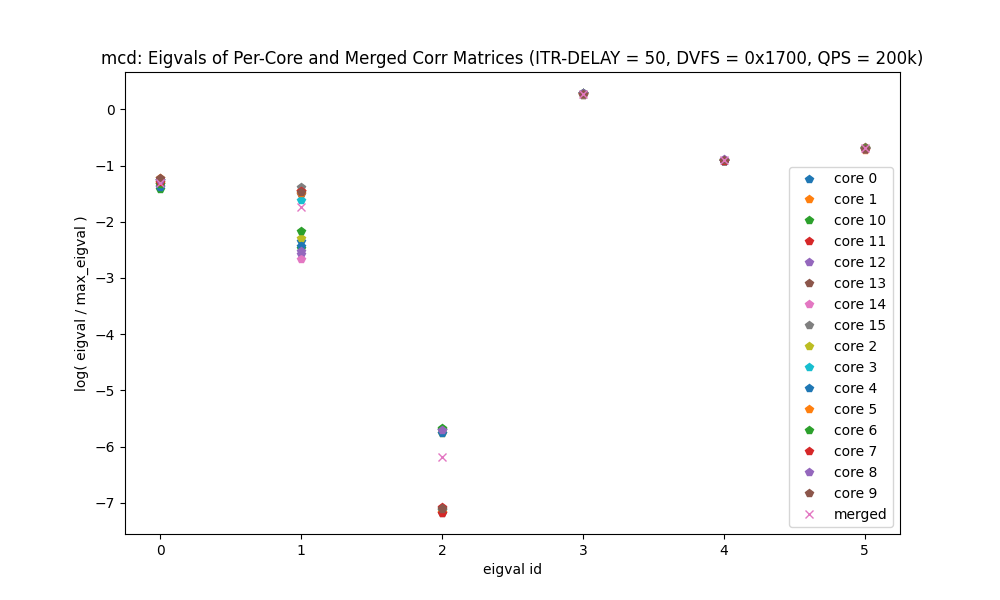 mcd: Eigvals of Per-Core and Merged Corr Matrices (ITR-DELAY = 50, DVFS = 0x1700, QPS = 200k)
log( eigval / max_eigval )
0
−1
−2
−3
−4
−5
−6
−7
core 0
core 1
core 10
core 11
core 12
core 13
core 14
core 15
core 2
core 3
core 4
core 5
core 6
core 7
core 8
core 9
merged
0 1 2 3 4 5
eigval id